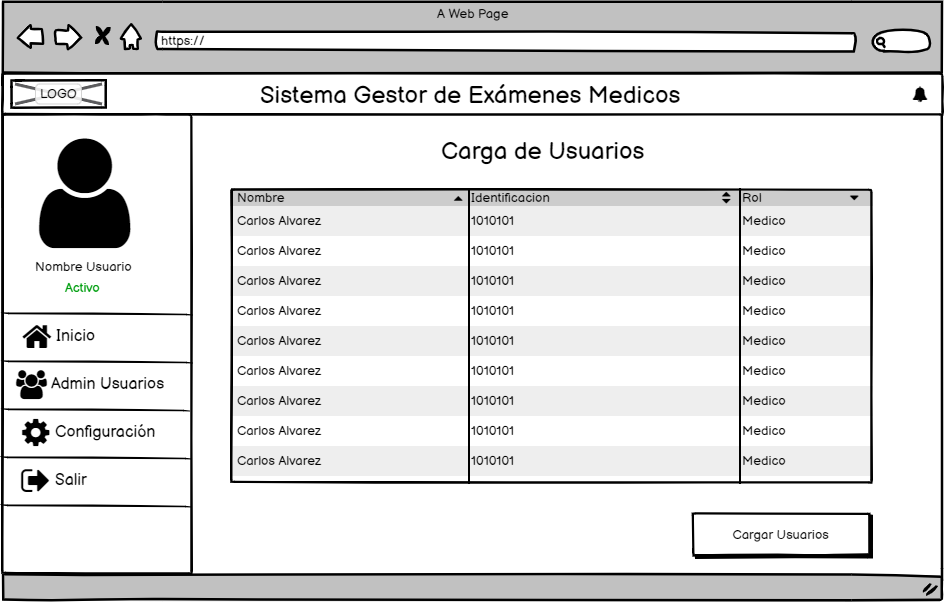 A Web Page
https://
LOGO
Sistema Gestor de Exámenes Medicos
Nombre Usuario
Activo
Inicio
Admin Usuarios
Configuración
Salir
Carga de Usuarios
Nombre Identificacion Rol
Carlos Alvarez 1010101 Medico
Carlos Alvarez 1010101 Medico
Carlos Alvarez 1010101 Medico
Carlos Alvarez 1010101 Medico
Carlos Alvarez 1010101 Medico
Carlos Alvarez 1010101 Medico
Carlos Alvarez 1010101 Medico
Carlos Alvarez 1010101 Medico
Carlos Alvarez 1010101 Medico
Cargar Usuarios